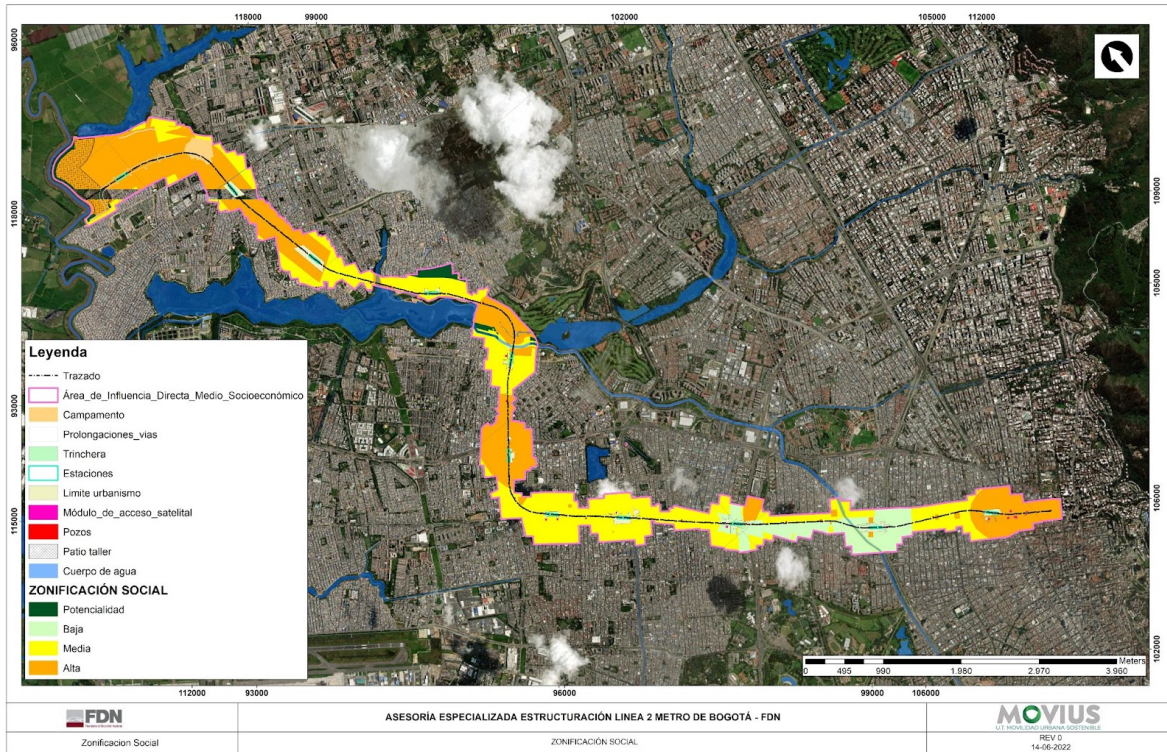 118000 99000 102000 105000 112000
96000
118000
93000
115000
109000
105000
106000
102000
Leyenda
Trazado
Área_de_Influencia_Directa_Medio_Socioeconómico
Campamento
Prolongaciones_vias
Trinchera
Estaciones
Limite urbanismo
Módulo_de_acceso_satelital
Pozos
Patio taller
Cuerpo de agua
ZONIFICACIÓN SOCIAL
Potencialidad
Baja
Media
Alta
Meters
0 495 990 1.980 2.970 3.960
112000 93000 96000 99000 106000
FDN
Zonificacion Social
ASESORÍA ESPECIALIZADA ESTRUCTURACIÓN LINEA 2 METRO DE BOGOTÁ - FDN
ZONIFICACIÓN SOCIAL
MOVIUS
U.T. MOVILIDAD URBANA SOSTENIBLE
REV 0
14-06-2022